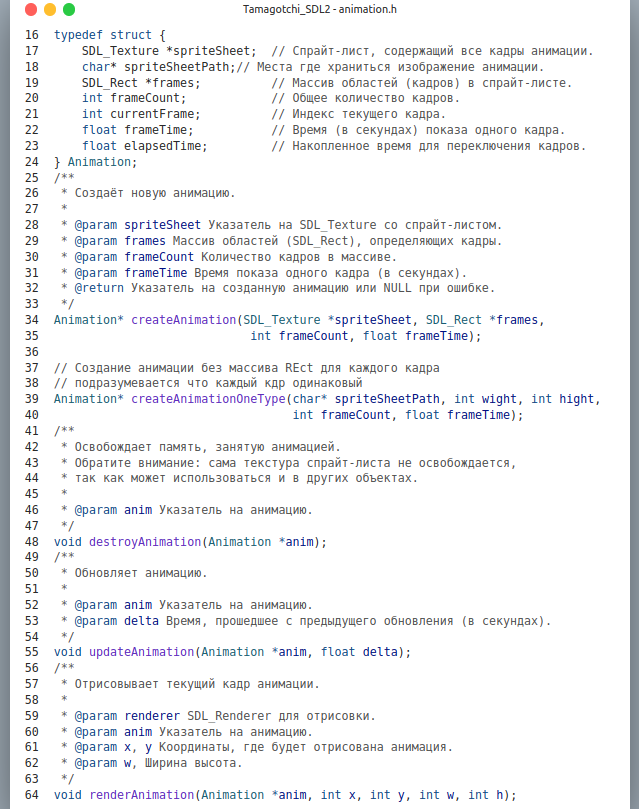 Tamagotchi_SDL2 - animation.h
16 typedef struct {
17     SDL_Texture *spriteSheet;  // Спрайт-лист, содержащий все кадры анимации.
18     char* spriteSheetPath;// Места где храниться изображение анимации.
19     SDL_Rect *frames;          // Массив областей (кадров) в спрайт-листе.
20     int frameCount;            // Общее количество кадров.
21     int currentFrame;          // Индекс текущего кадра.
22     float frameTime;           // Время (в секундах) показа одного кадра.
23     float elapsedTime;         // Накопленное время для переключения кадров.
24 } Animation;
25 /**
26  * Создаёт новую анимацию.
27  *
28  * @param spriteSheet Указатель на SDL_Texture со спрайт-листом.
29  * @param frames Массив областей (SDL_Rect), определяющих кадры.
30  * @param frameCount Количество кадров в массиве.
31  * @param frameTime Время показа одного кадра (в секундах).
32  * @return Указатель на созданную анимацию или NULL при ошибке.
33  */
34 Animation* createAnimation(SDL_Texture *spriteSheet, SDL_Rect *frames,
35                            int frameCount, float frameTime);
36
37 // Создание анимации без массива REct для каждого кадра
38 // подразумевается что каждый кдр одинаковый
39 Animation* createAnimationOneType(char* spriteSheetPath, int wight, int hight,
40                                  int frameCount, float frameTime);
41 /**
42  * Освобождает память, занятую анимацией.
43  * Обратите внимание: сама текстура спрайт-листа не освобождается,
44  * так как может использоваться и в других объектах.
45  *
46  * @param anim Указатель на анимацию.
47  */
48 void destroyAnimation(Animation *anim);
49 /**
50  * Обновляет анимацию.
51  *
52  * @param anim Указатель на анимацию.
53  * @param delta Время, прошедшее с предыдущего обновления (в секундах).
54  */
55 void updateAnimation(Animation *anim, float delta);
56 /**
57  * Отрисовывает текущий кадр анимации.
58  *
59  * @param renderer SDL_Renderer для отрисовки.
60  * @param anim Указатель на анимацию.
61  * @param x, y Координаты, где будет отрисована анимация.
62  * @param w, Ширина высота.
63  */
64 void renderAnimation(Animation *anim, int x, int y, int w, int h);